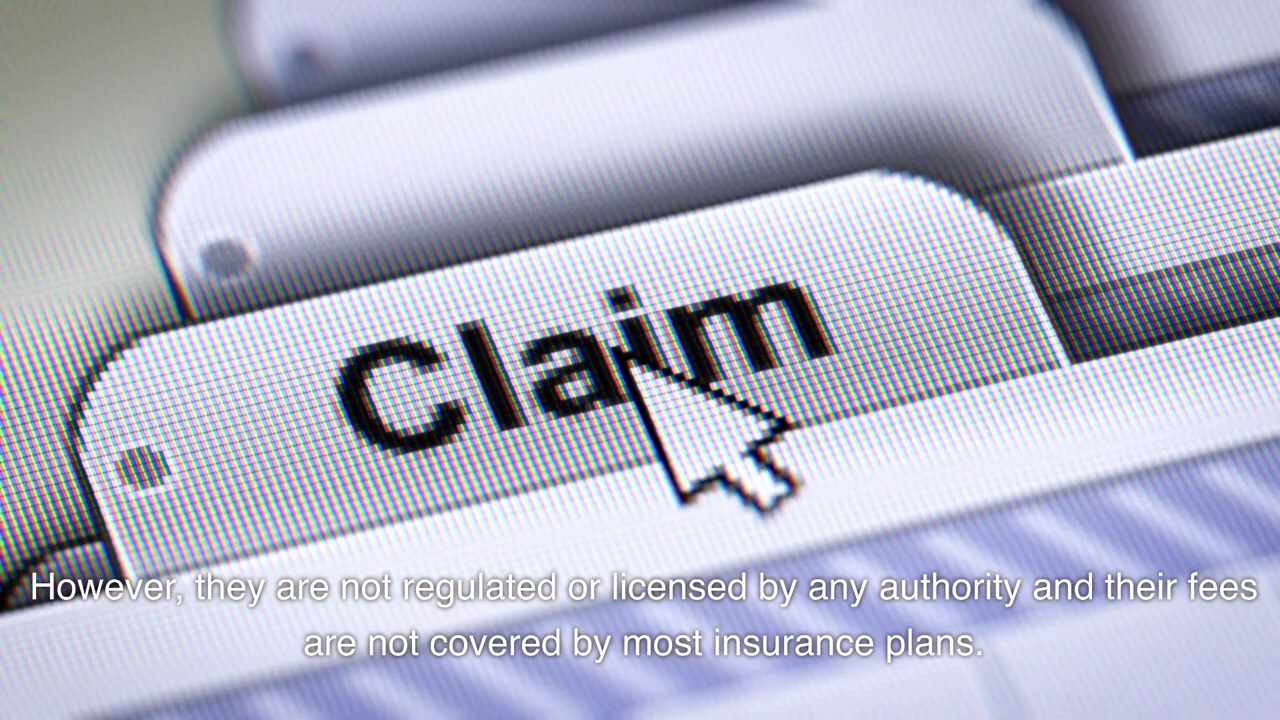 Claim
However, they are not regulated or licensed by any authority and their fees
are not covered by most insurance plans.